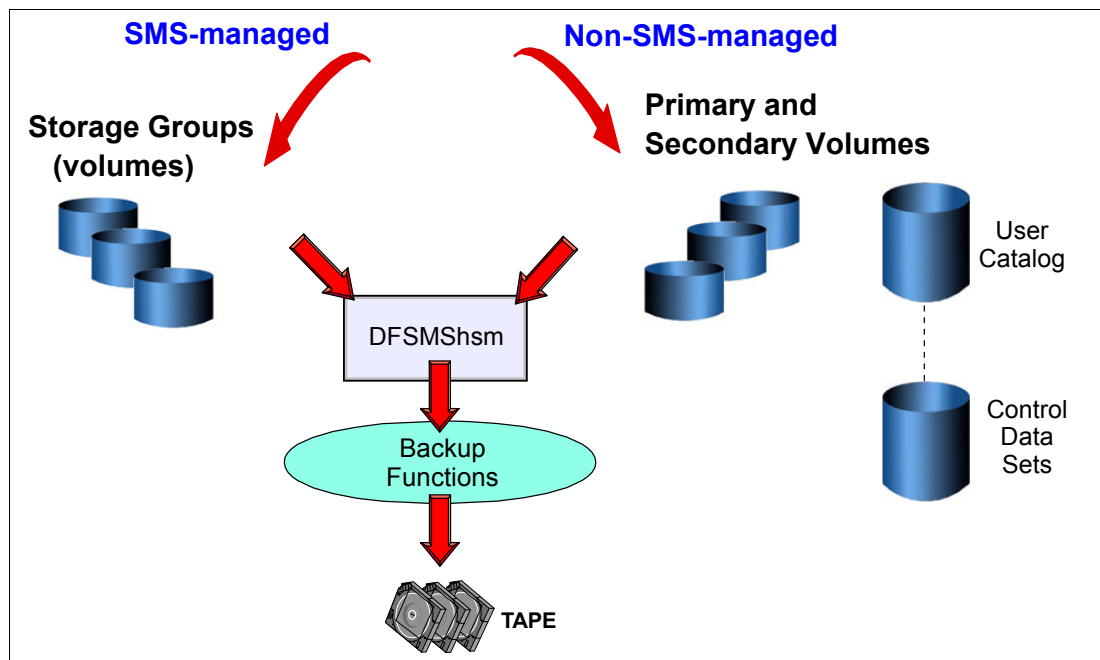 SMS-managed
Non-SMS-managed
Storage Groups
(volumes)
Primary and
Secondary Volumes
User
Catalog
DFSMShsm
Control
Data
Sets
Backup
Functions
TAPE